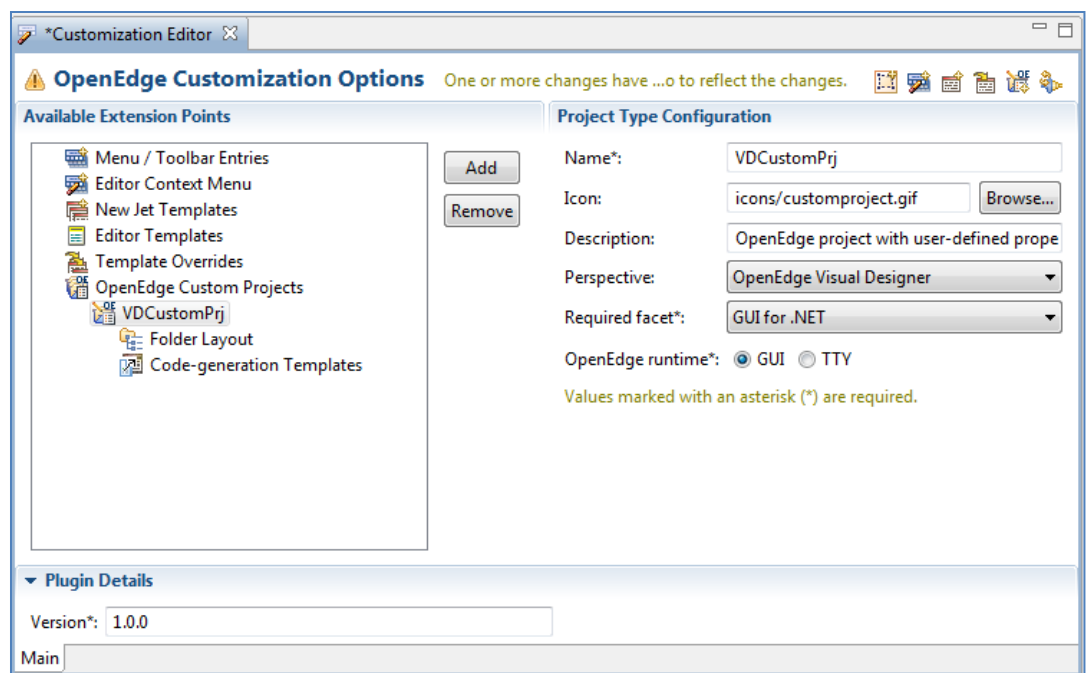 *Customization Editor
OpenEdge Customization Options One or more changes have ...o to reflect the changes.
Available Extension Points
Menu / Toolbar Entries
Editor Context Menu
New Jet Templates
Editor Templates
Template Overrides
OpenEdge Custom Projects
VDCustomPrj
Folder Layout
Code-generation Templates
Add
Remove
Project Type Configuration
Name*: VDCustomPrj
Icon: icons/customproject.gif Browse...
Description: OpenEdge project with user-defined prope
Perspective: OpenEdge Visual Designer
Required facet*: GUI for .NET
OpenEdge runtime*: GUI TTY
Values marked with an asterisk (*) are required.
Plugin Details
Version*: 1.0.0
Main